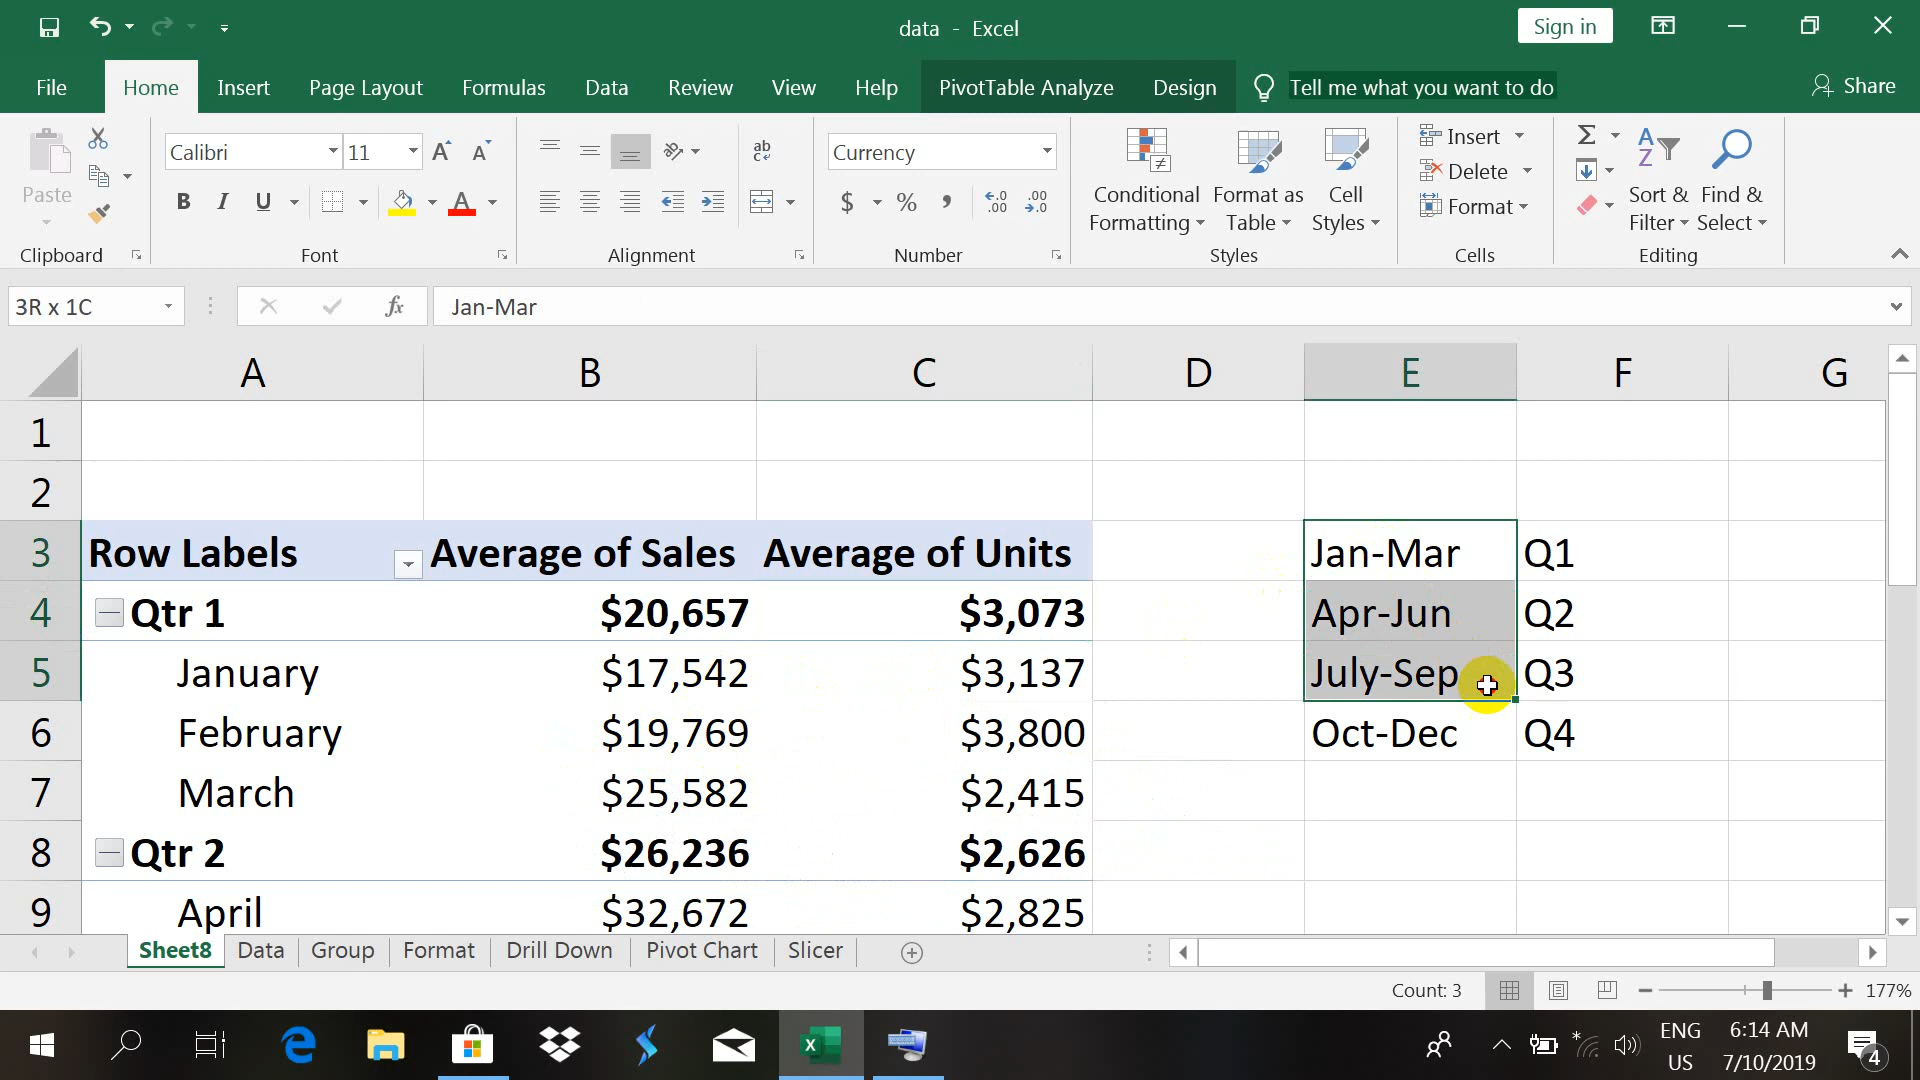 data - Excel
Sign in
File Home Insert Page Layout Formulas Data Review View Help PivotTable Analyze Design Tell me what you want to do Share
Paste
Clipboard
Calibri 11
B I U A
Font
ab
Alignment
Currency
$ % ,
Number
Conditional Formatting
Format as Table
Cell Styles
Styles
Insert
Delete
Format
Cells
Sort & Filter
Find & Select
Editing
3R x 1C fx Jan-Mar
A B C D E F G
1
2
3 Row Labels Average of Sales Average of Units Jan-Mar Q1
4 Qtr 1 $20,657 $3,073 Apr-Jun Q2
5 January $17,542 $3,137 July-Sep Q3
6 February $19,769 $3,800 Oct-Dec Q4
7 March $25,582 $2,415
8 Qtr 2 $26,236 $2,626
9 April $32,672 $2,825
Sheet8 Data Group Format Drill Down Pivot Chart Slicer
Count: 3 177%
ENG 6:14 AM
US 7/10/2019 4